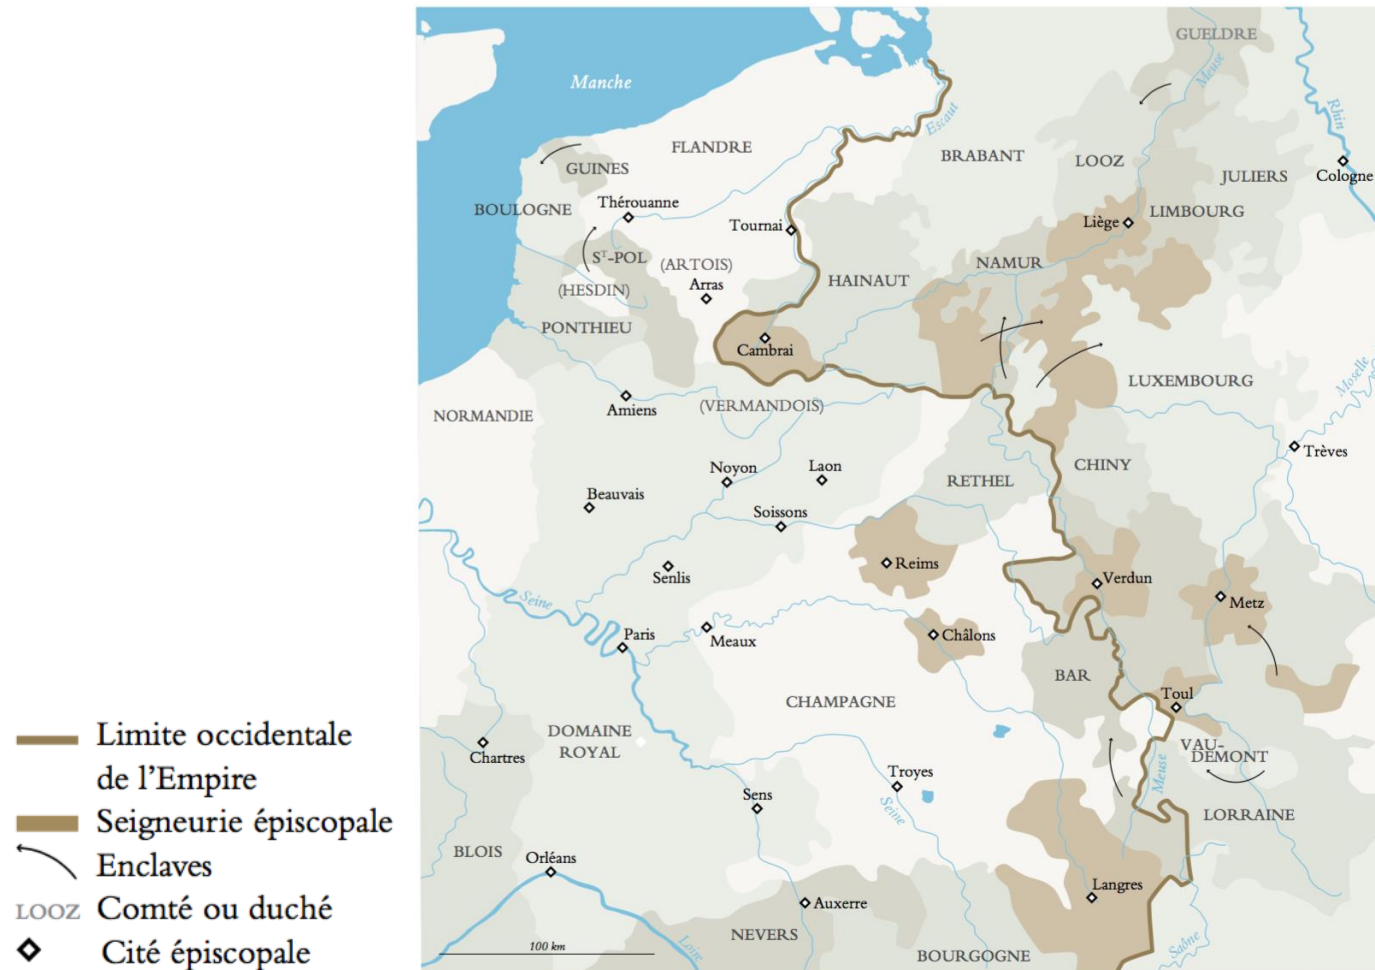 GUELDRE
Manche
Meuse
Rhin
Escaut
FLANDRE
BRABANT
LOOZ
GUINES
JULIERS
Cologne
Thérouanne
BOULOGNE
Tournai
Liège
LIMBOURG
Sᵀ-POL
(ARTOIS)
NAMUR
HAINAUT
Arras
(HESDIN)
PONTHIEU
Cambrai
Moselle
LUXEMBOURG
Amiens
(VERMANDOIS)
NORMANDIE
Trèves
Noyon
Laon
CHINY
RETHEL
Beauvais
Soissons
Reims
Senlis
Verdun
Seine
Metz
Paris
Meaux
Châlons
BAR
Toul
CHAMPAGNE
DOMAINE
ROYAL
Chartres
VAU-
DÉMONT
Meuse
Troyes
Sens
Seine
LORRAINE
BLOIS
Orléans
Langres
Auxerre
NEVERS
Loire
BOURGOGNE
Saône
100 km
Limite occidentale
de l’Empire
Seigneurie épiscopale
Enclaves
LOOZ Comté ou duché
Cité épiscopale